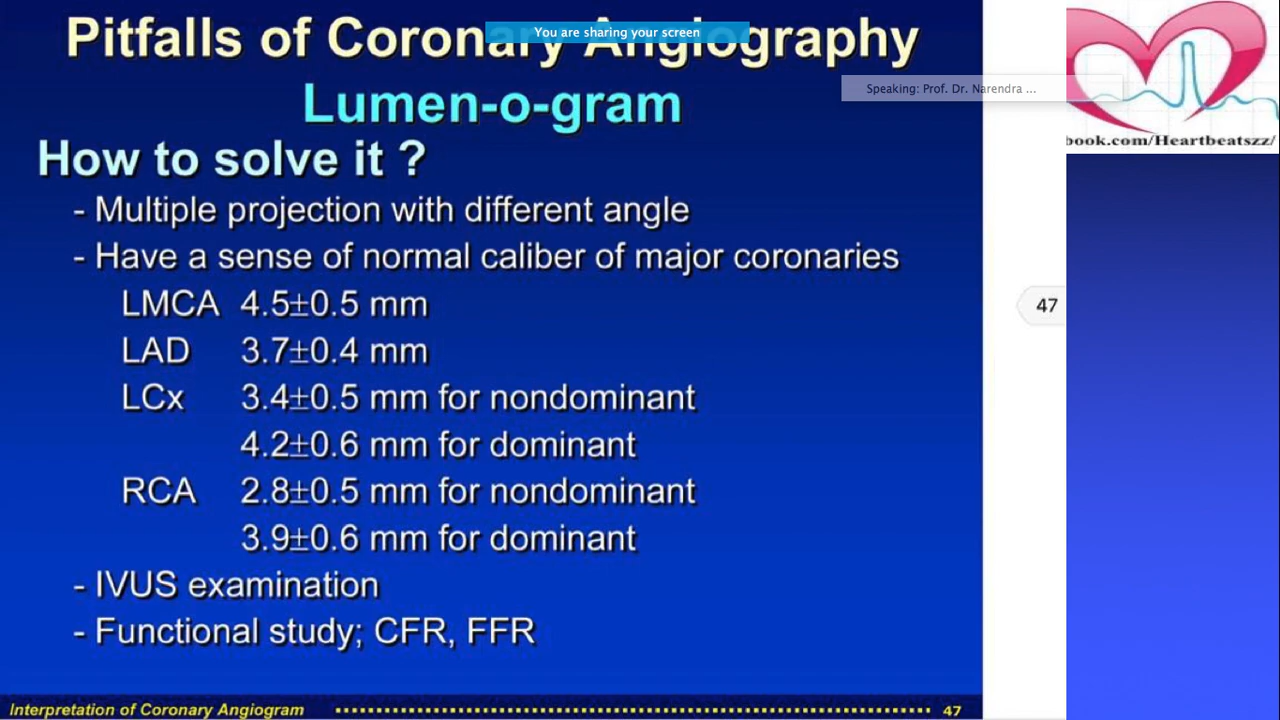 Pitfalls of Coronary Angiography
You are sharing your screen
Speaking: Prof. Dr. Narendra ...
Lumen-o-gram
How to solve it ?
- Multiple projection with different angle
- Have a sense of normal caliber of major coronaries
LMCA 4.5±0.5 mm
LAD 3.7±0.4 mm
LCx 3.4±0.5 mm for nondominant
4.2±0.6 mm for dominant
RCA 2.8±0.5 mm for nondominant
3.9±0.6 mm for dominant
- IVUS examination
- Functional study; CFR, FFR
Interpretation of Coronary Angiogram 47
47
book.com/Heartbeatszz/